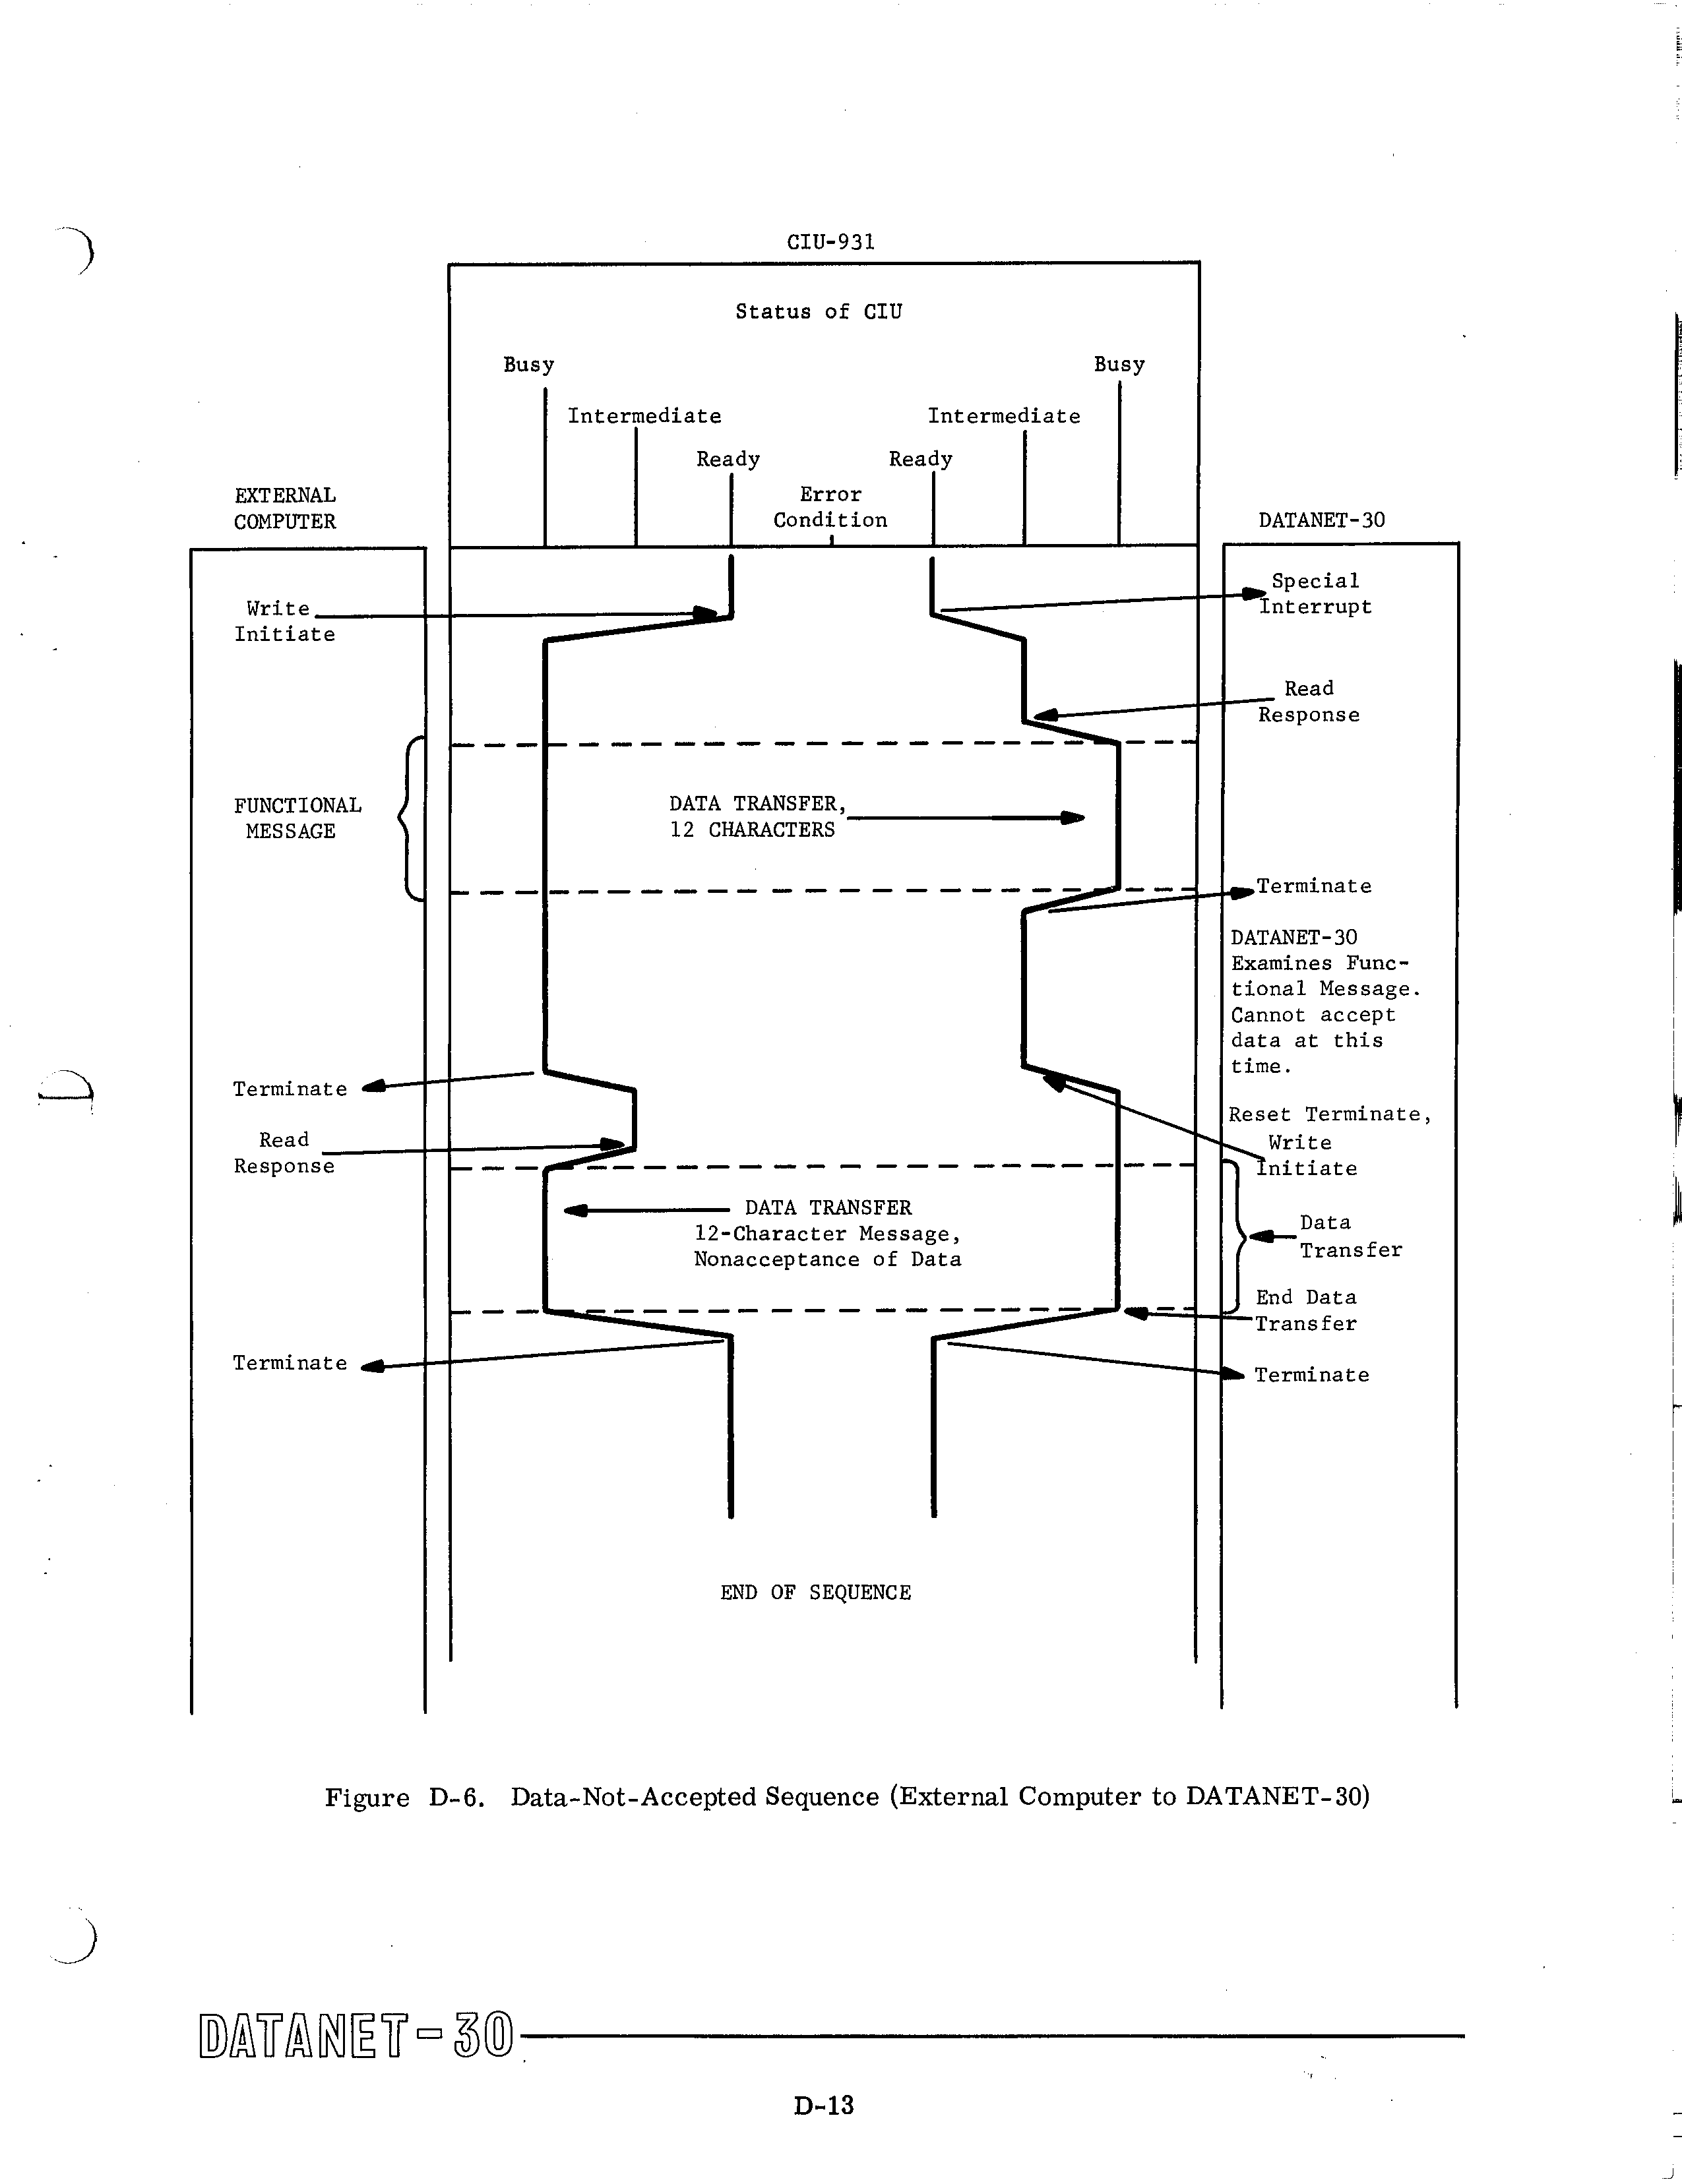 CIU-931
Status of CIU
Busy
Busy
Intermediate
Intermediate
Ready
Ready
Error
Condition
EXTERNAL
COMPUTER
DATANET-30
Write
Initiate
Special
Interrupt
Read
Response
FUNCTIONAL
MESSAGE
DATA TRANSFER,
12 CHARACTERS
Terminate
DATANET-30
Examines Func-
tional Message.
Cannot accept
data at this
time.
Terminate
Reset Terminate,
Write
Initiate
Read
Response
DATA TRANSFER
12-Character Message,
Nonacceptance of Data
Data
Transfer
End Data
Transfer
Terminate
Terminate
END OF SEQUENCE
Figure D-6. Data-Not-Accepted Sequence (External Computer to DATANET-30)
DATANET-30
D-13